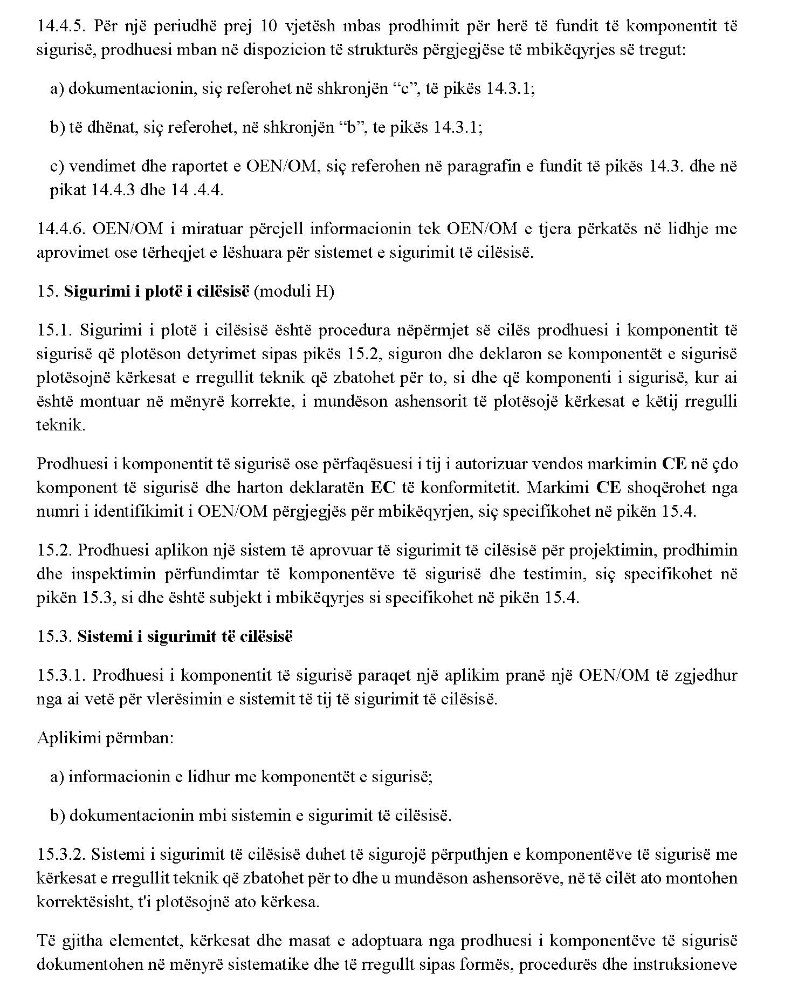 14.4.5. Për një periudhë prej 10 vjetësh mbas prodhimit për herë të fundit të komponentit të
sigurisë, prodhuesi mban në dispozicion të strukturës përgjegjëse të mbikëqyrjes së tregut:
a) dokumentacionin, siç referohet në shkronjën “c”, të pikës 14.3.1;
b) të dhënat, siç referohet, në shkronjën “b”, te pikës 14.3.1;
c) vendimet dhe raportet e OEN/OM, siç referohen në paragrafin e fundit të pikës 14.3. dhe në
pikat 14.4.3 dhe 14 .4.4.
14.4.6. OEN/OM i miratuar përcjell informacionin tek OEN/OM e tjera përkatës në lidhje me
aprovimet ose tërheqjet e lëshuara për sistemet e sigurimit të cilësisë.
15. Sigurimi i plotë i cilësisë (moduli H)
15.1. Sigurimi i plotë i cilësisë është procedura nëpërmjet së cilës prodhuesi i komponentit të
sigurisë që plotëson detyrimet sipas pikës 15.2, siguron dhe deklaron se komponentët e sigurisë
plotësojnë kërkesat e rregullit teknik që zbatohet për to, si dhe që komponenti i sigurisë, kur ai
është montuar në mënyrë korrekte, i mundëson ashensorit të plotësojë kërkesat e këtij rregulli
teknik.
Prodhuesi i komponentit të sigurisë ose përfaqësuesi i tij i autorizuar vendos markimin CE në çdo
komponent të sigurisë dhe harton deklaratën EC të konformitetit. Markimi CE shoqërohet nga
numri i identifikimit i OEN/OM përgjegjës për mbikëqyrjen, siç specifikohet në pikën 15.4.
15.2. Prodhuesi aplikon një sistem të aprovuar të sigurimit të cilësisë për projektimin, prodhimin
dhe inspektimin përfundimtar të komponentëve të sigurisë dhe testimin, siç specifikohet në
pikën 15.3, si dhe është subjekt i mbikëqyrjes si specifikohet në pikën 15.4.
15.3. Sistemi i sigurimit të cilësisë
15.3.1. Prodhuesi i komponentit të sigurisë paraqet një aplikim pranë një OEN/OM të zgjedhur
nga ai vetë për vlerësimin e sistemit të tij të sigurimit të cilësisë.
Aplikimi përmban:
a) informacionin e lidhur me komponentët e sigurisë;
b) dokumentacionin mbi sistemin e sigurimit të cilësisë.
15.3.2. Sistemi i sigurimit të cilësisë duhet të sigurojë përputhjen e komponentëve të sigurisë me
kërkesat e rregullit teknik që zbatohet për to dhe u mundëson ashensorëve, në të cilët ato montohen
korrektësisht, t'i plotësojnë ato kërkesa.
Të gjitha elementet, kërkesat dhe masat e adoptuara nga prodhuesi i komponentëve të sigurisë
dokumentohen në mënyrë sistematike dhe të rregullt sipas formës, procedurës dhe instruksioneve